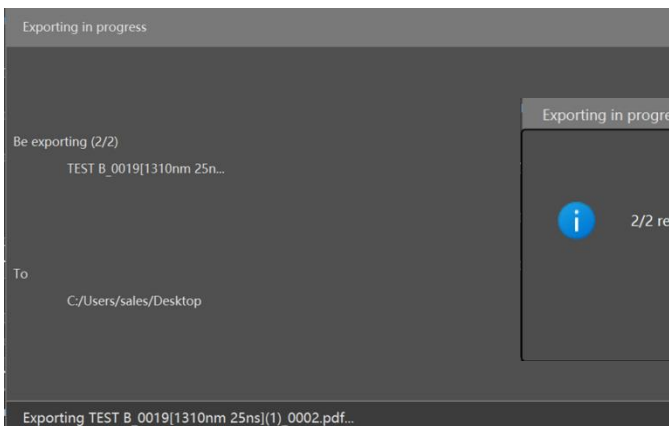 Exporting in progress
Exporting in progre
Be exporting (2/2)
TEST B_0019[1310nm 25n...
2/2 re
To
C:/Users/sales/Desktop
Exporting TEST B_0019[1310nm 25ns](1)_0002.pdf...